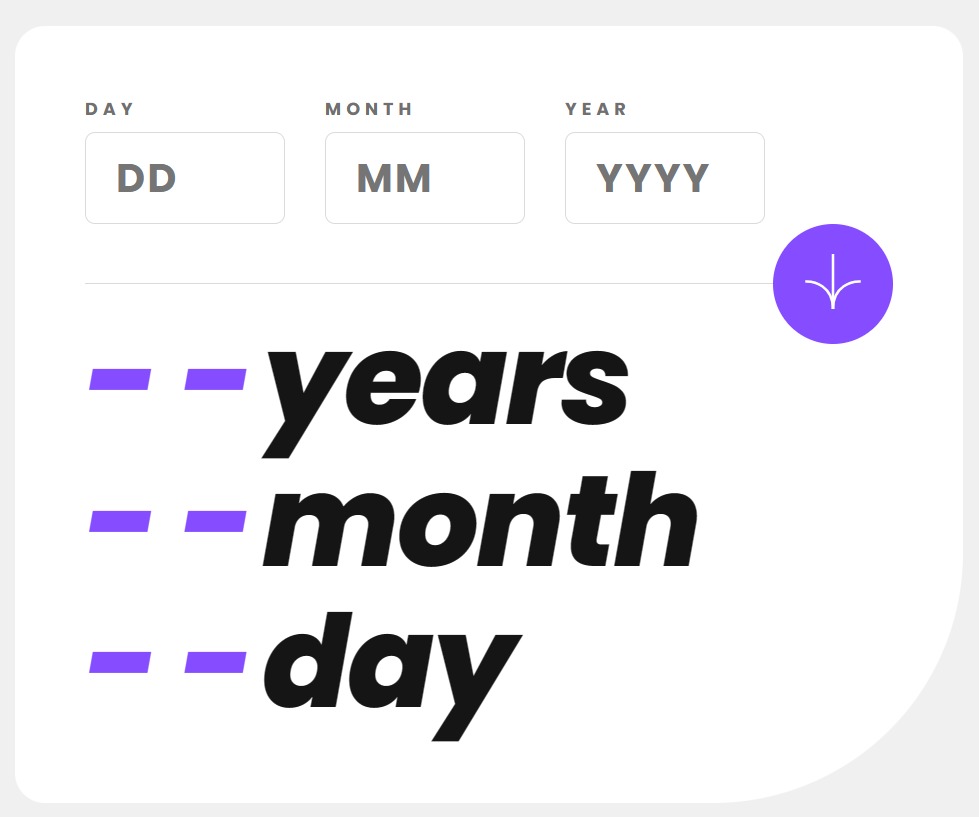 DAY MONTH YEAR
DD MM YYYY
-- years
-- month
-- day